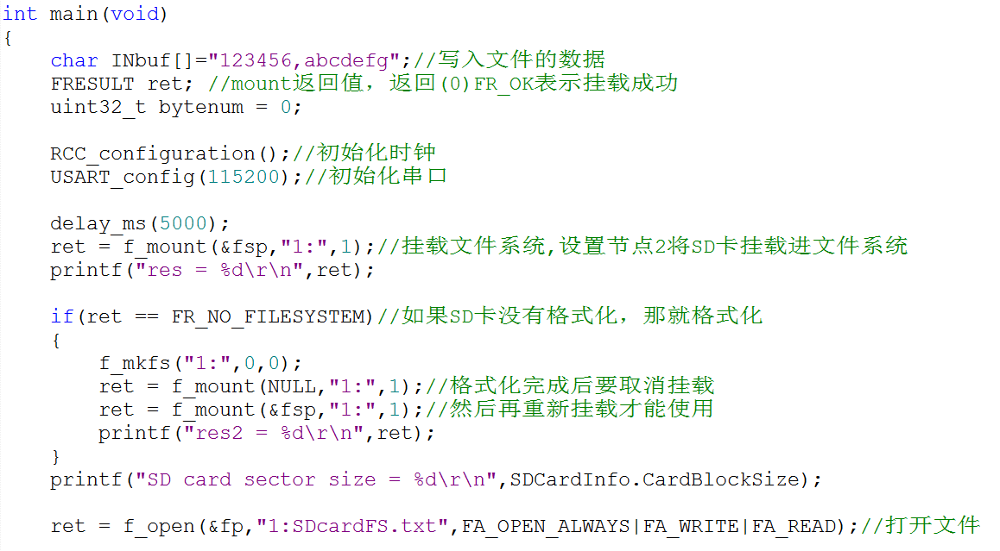 int main(void)
{
    char INbuf[]="123456,abcdefg";//写入文件的数据
    FRESULT ret; //mount返回值，返回(0)FR_OK表示挂载成功
    uint32_t bytenum = 0;

    RCC_configuration();//初始化时钟
    USART_config(115200);//初始化串口

    delay_ms(5000);
    ret = f_mount(&fsp,"1:",1);//挂载文件系统,设置节点2将SD卡挂载进文件系统
    printf("res = %d\r\n",ret);

    if(ret == FR_NO_FILESYSTEM)//如果SD卡没有格式化，那就格式化
    {
        f_mkfs("1:",0,0);
        ret = f_mount(NULL,"1:",1);//格式化完成后要取消挂载
        ret = f_mount(&fsp,"1:",1);//然后再重新挂载才能使用
        printf("res2 = %d\r\n",ret);
    }
    printf("SD card sector size = %d\r\n",SDCardInfo.CardBlockSize);

    ret = f_open(&fp,"1:SDcardFS.txt",FA_OPEN_ALWAYS|FA_WRITE|FA_READ);//打开文件